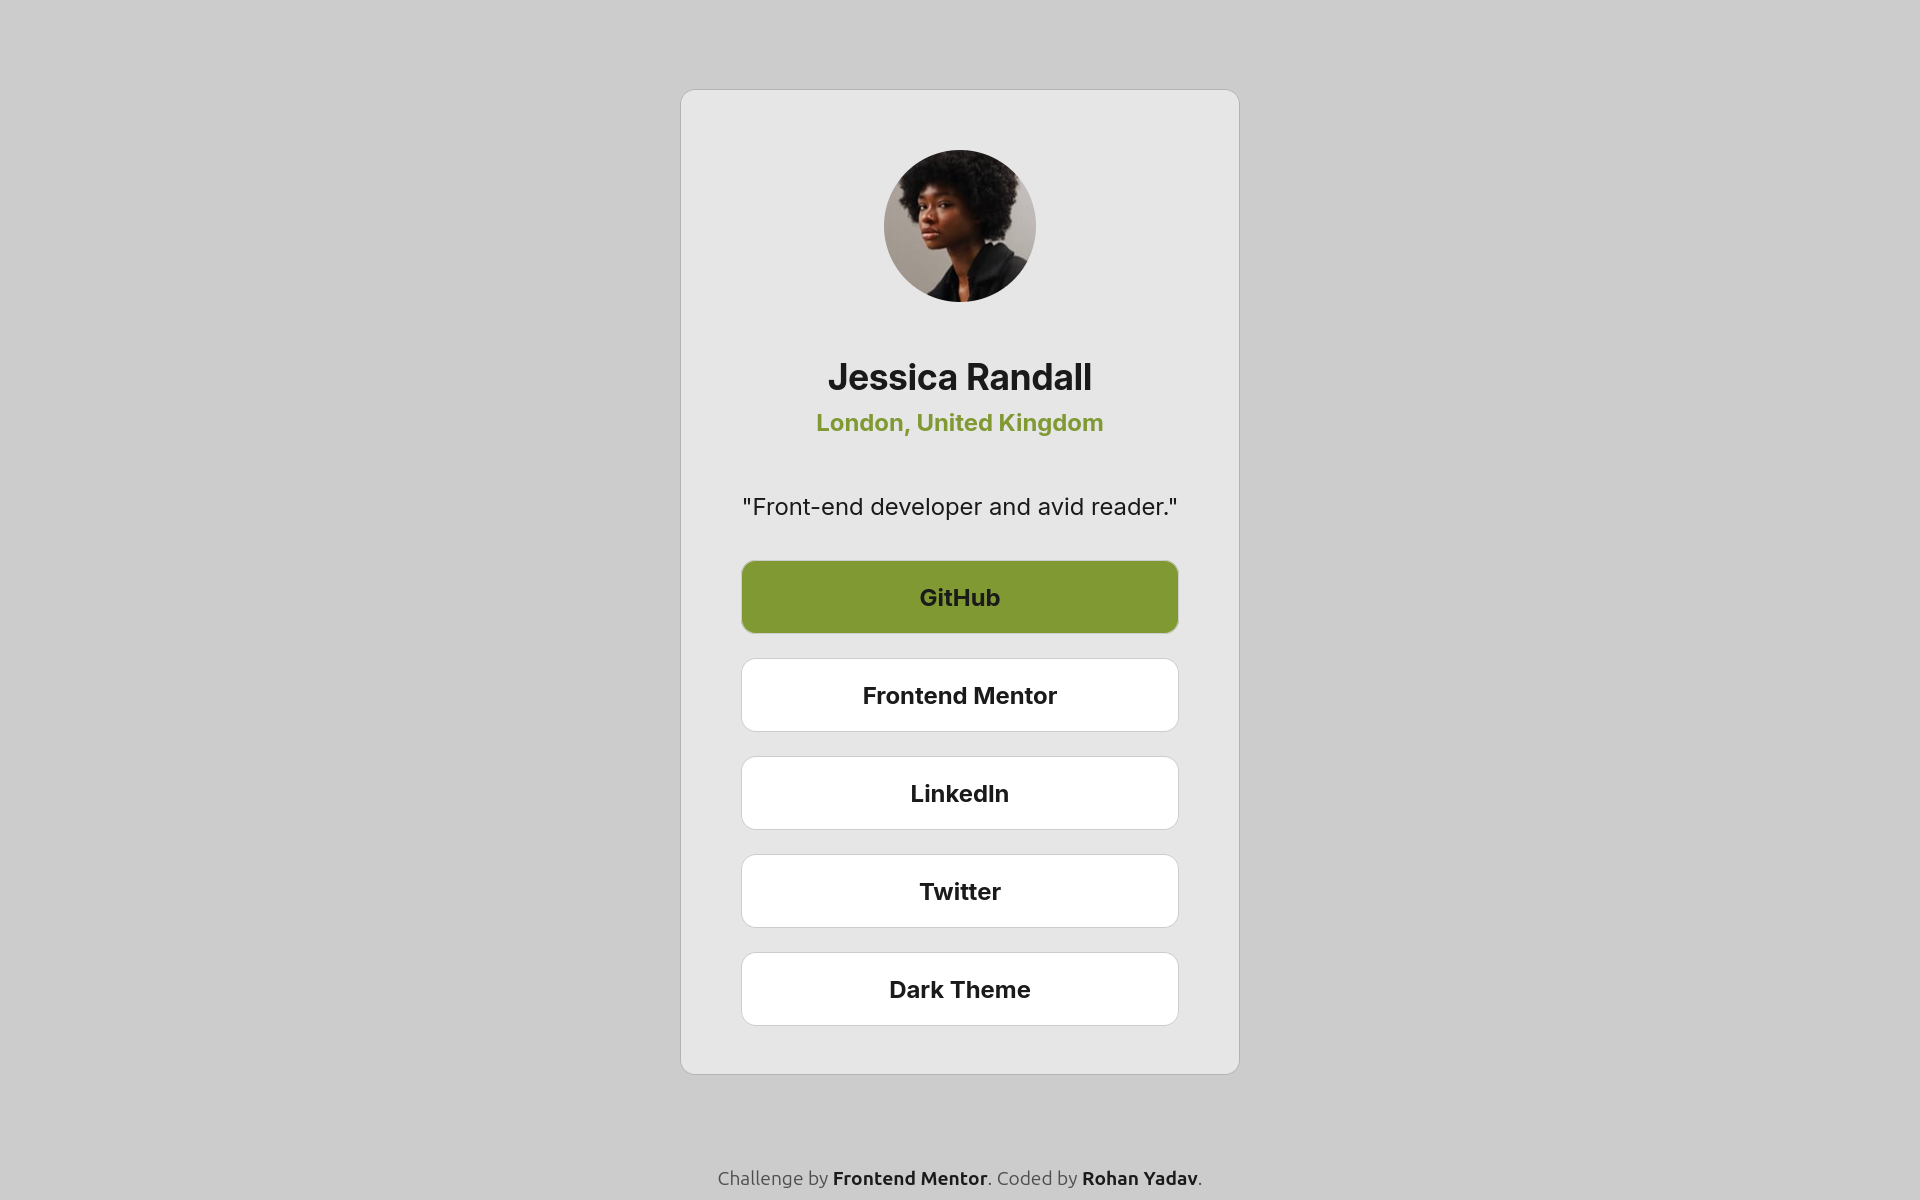 Jessica Randall
London, United Kingdom
"Front-end developer and avid reader."
GitHub
Frontend Mentor
LinkedIn
Twitter
Dark Theme
Challenge by Frontend Mentor. Coded by Rohan Yadav.